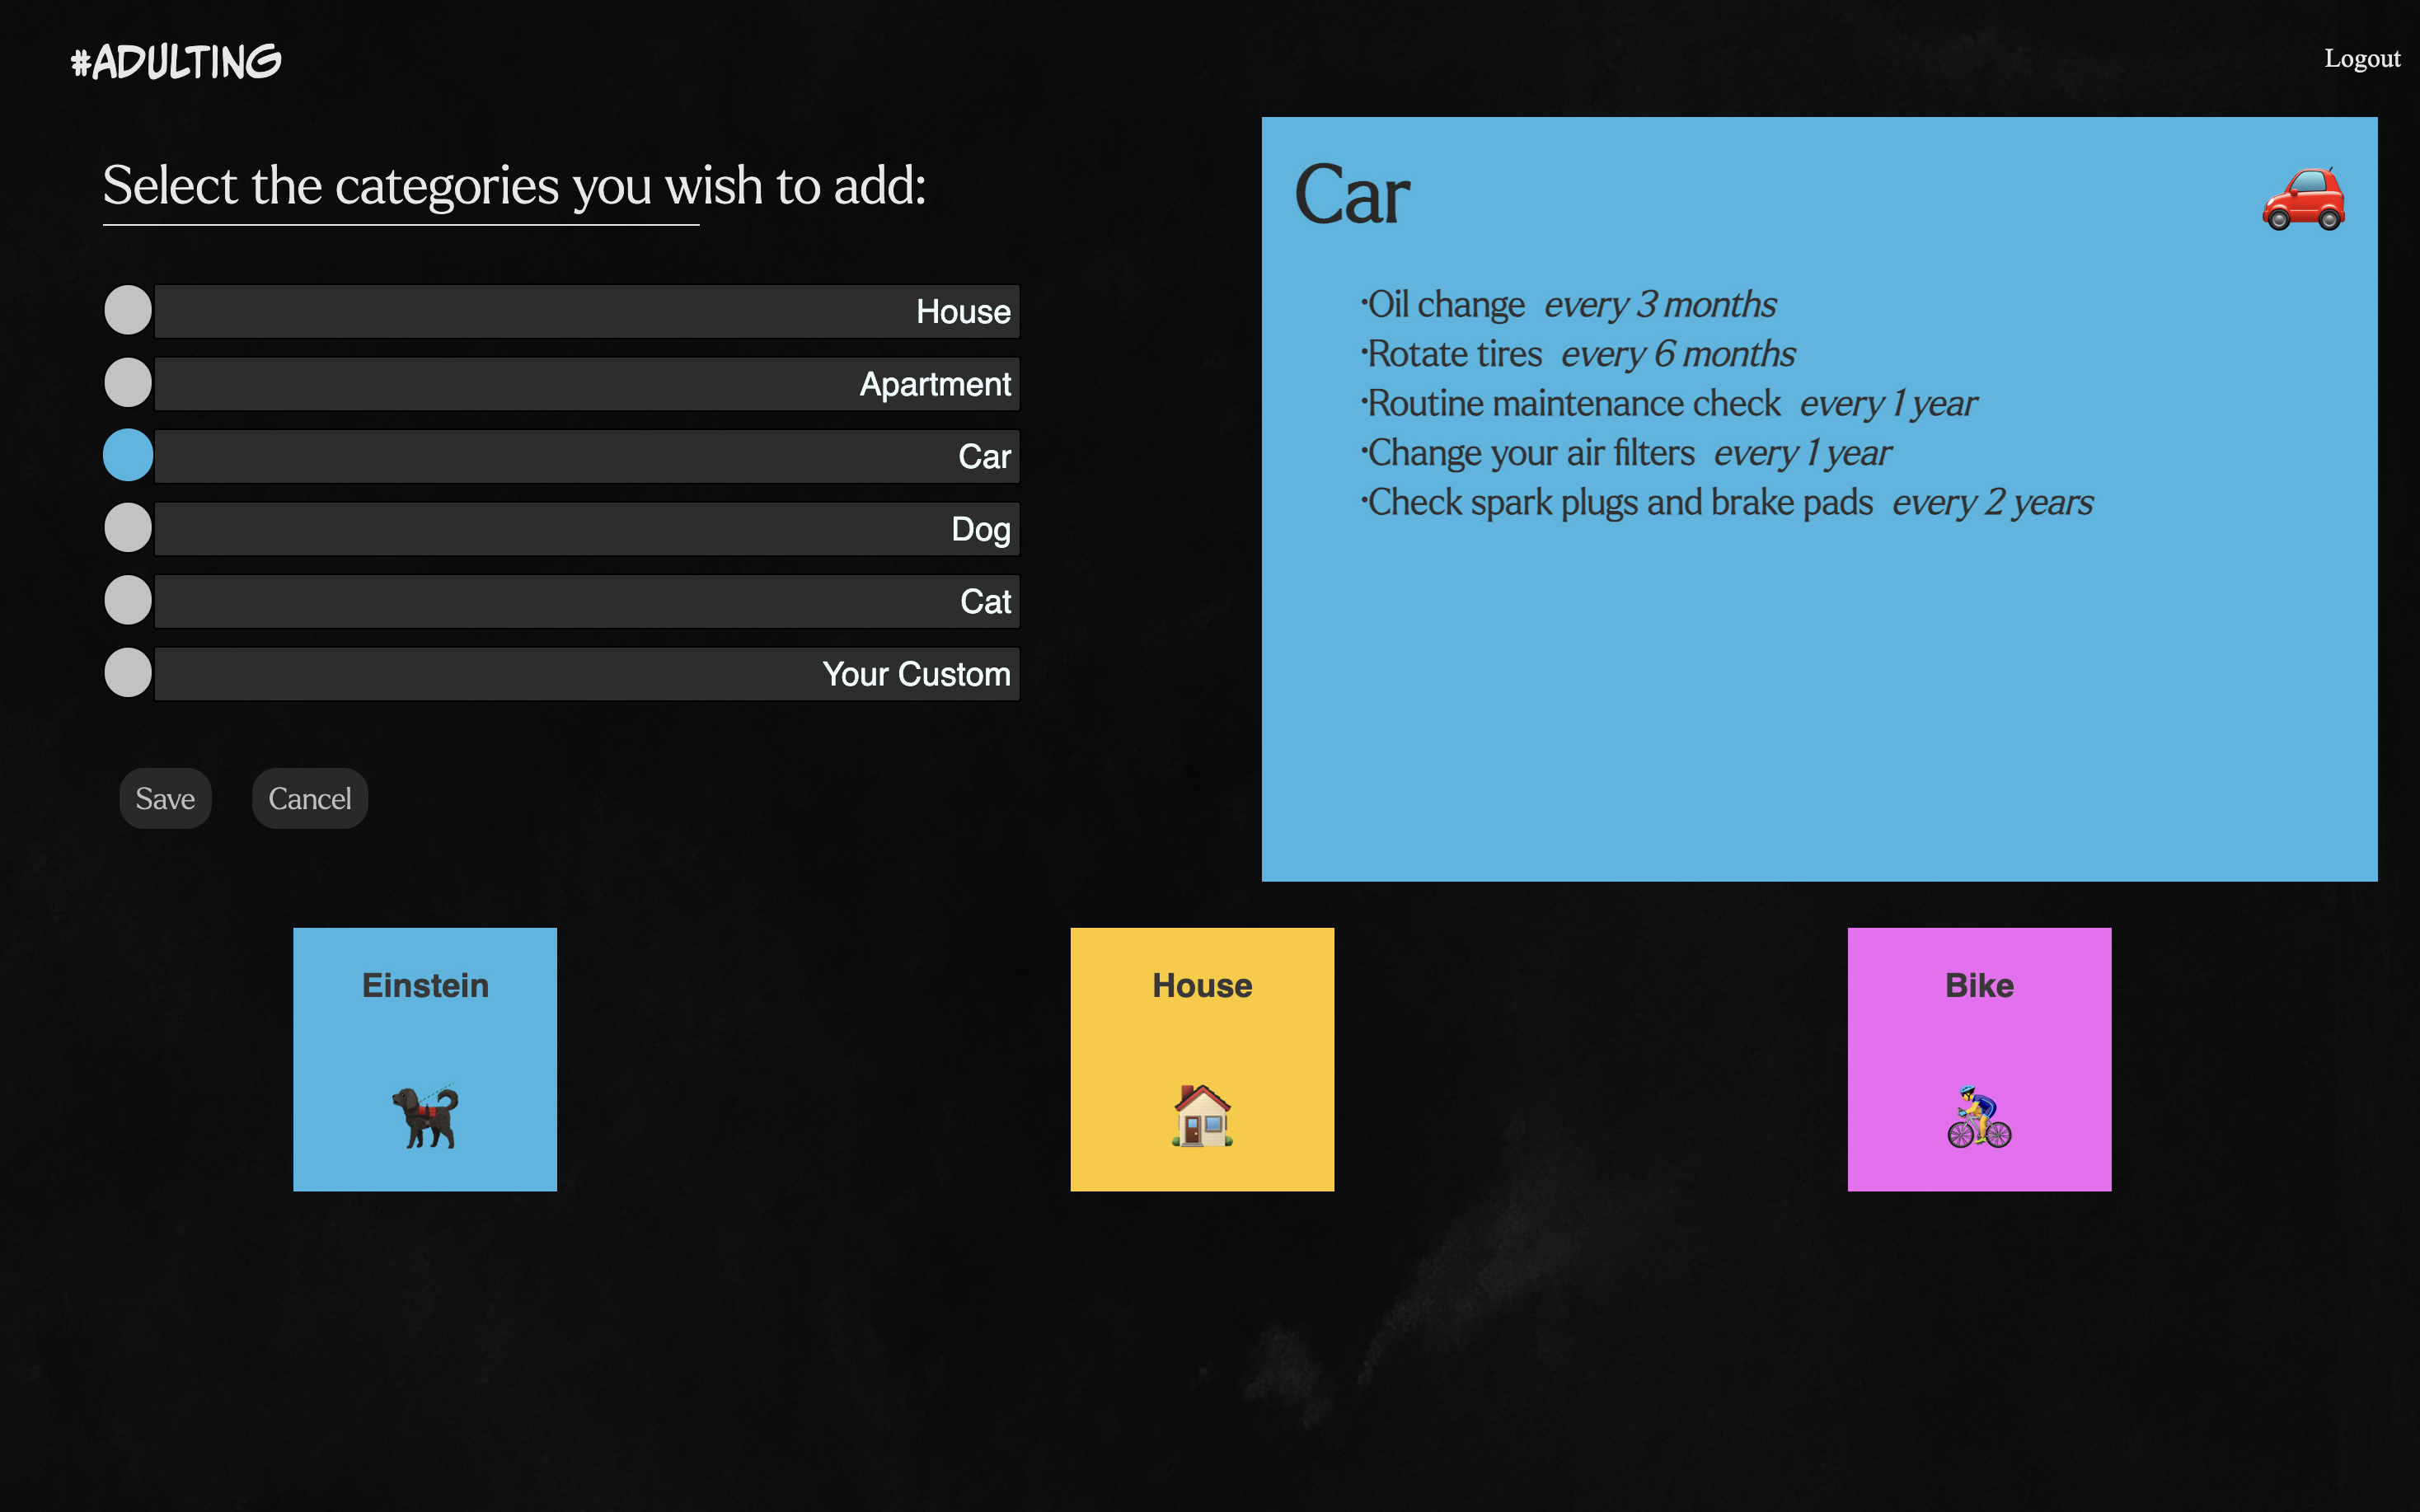 #ADULTING
Logout
Select the categories you wish to add:
House
Apartment
Car
Dog
Cat
Your Custom
Save
Cancel
Car
·Oil change every 3 months
·Rotate tires every 6 months
·Routine maintenance check every 1 year
·Change your air filters every 1 year
·Check spark plugs and brake pads every 2 years
Einstein
House
Bike